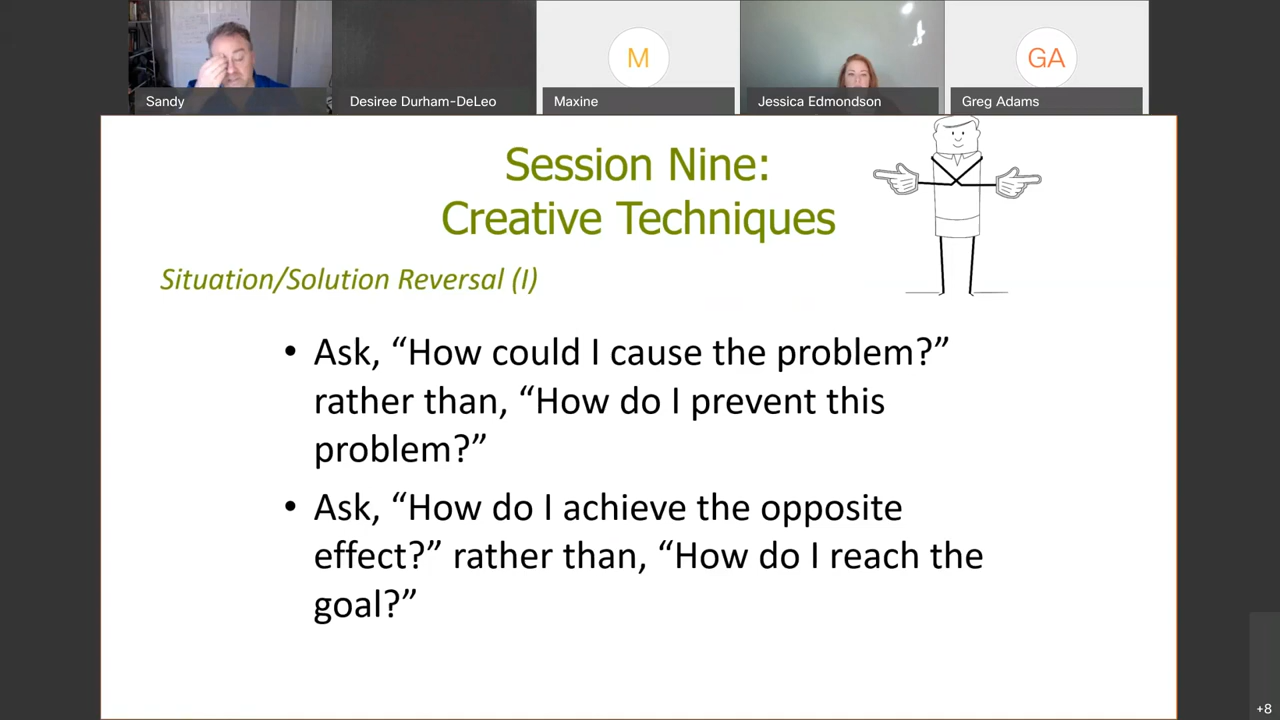 Sandy
Desiree Durham-DeLeo
M
Maxine
Jessica Edmondson
GA
Greg Adams
Session Nine:
Creative Techniques
Situation/Solution Reversal (I)
• Ask, “How could I cause the problem?”
rather than, “How do I prevent this
problem?”
• Ask, “How do I achieve the opposite
effect?” rather than, “How do I reach the
goal?”
+8